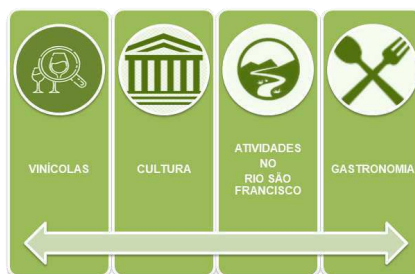 VINÍCOLAS
CULTURA
ATIVIDADES
NO
RIO SÃO
FRANCISCO
GASTRONOMIA